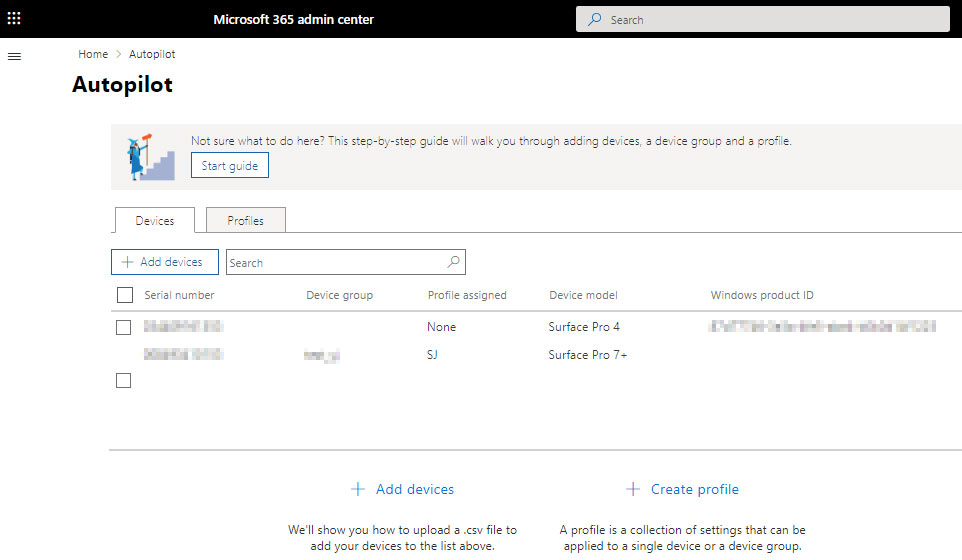 Microsoft 365 admin center
Search
Home > Autopilot
Autopilot
Not sure what to do here? This step-by-step guide will walk you through adding devices, a device group and a profile.
Start guide
Devices
Profiles
+ Add devices
Search
Serial number Device group Profile assigned Device model Windows product ID
None Surface Pro 4
SJ Surface Pro 7+
+ Add devices
+ Create profile
We'll show you how to upload a .csv file to
add your devices to the list above.
A profile is a collection of settings that can be
applied to a single device or a device group.